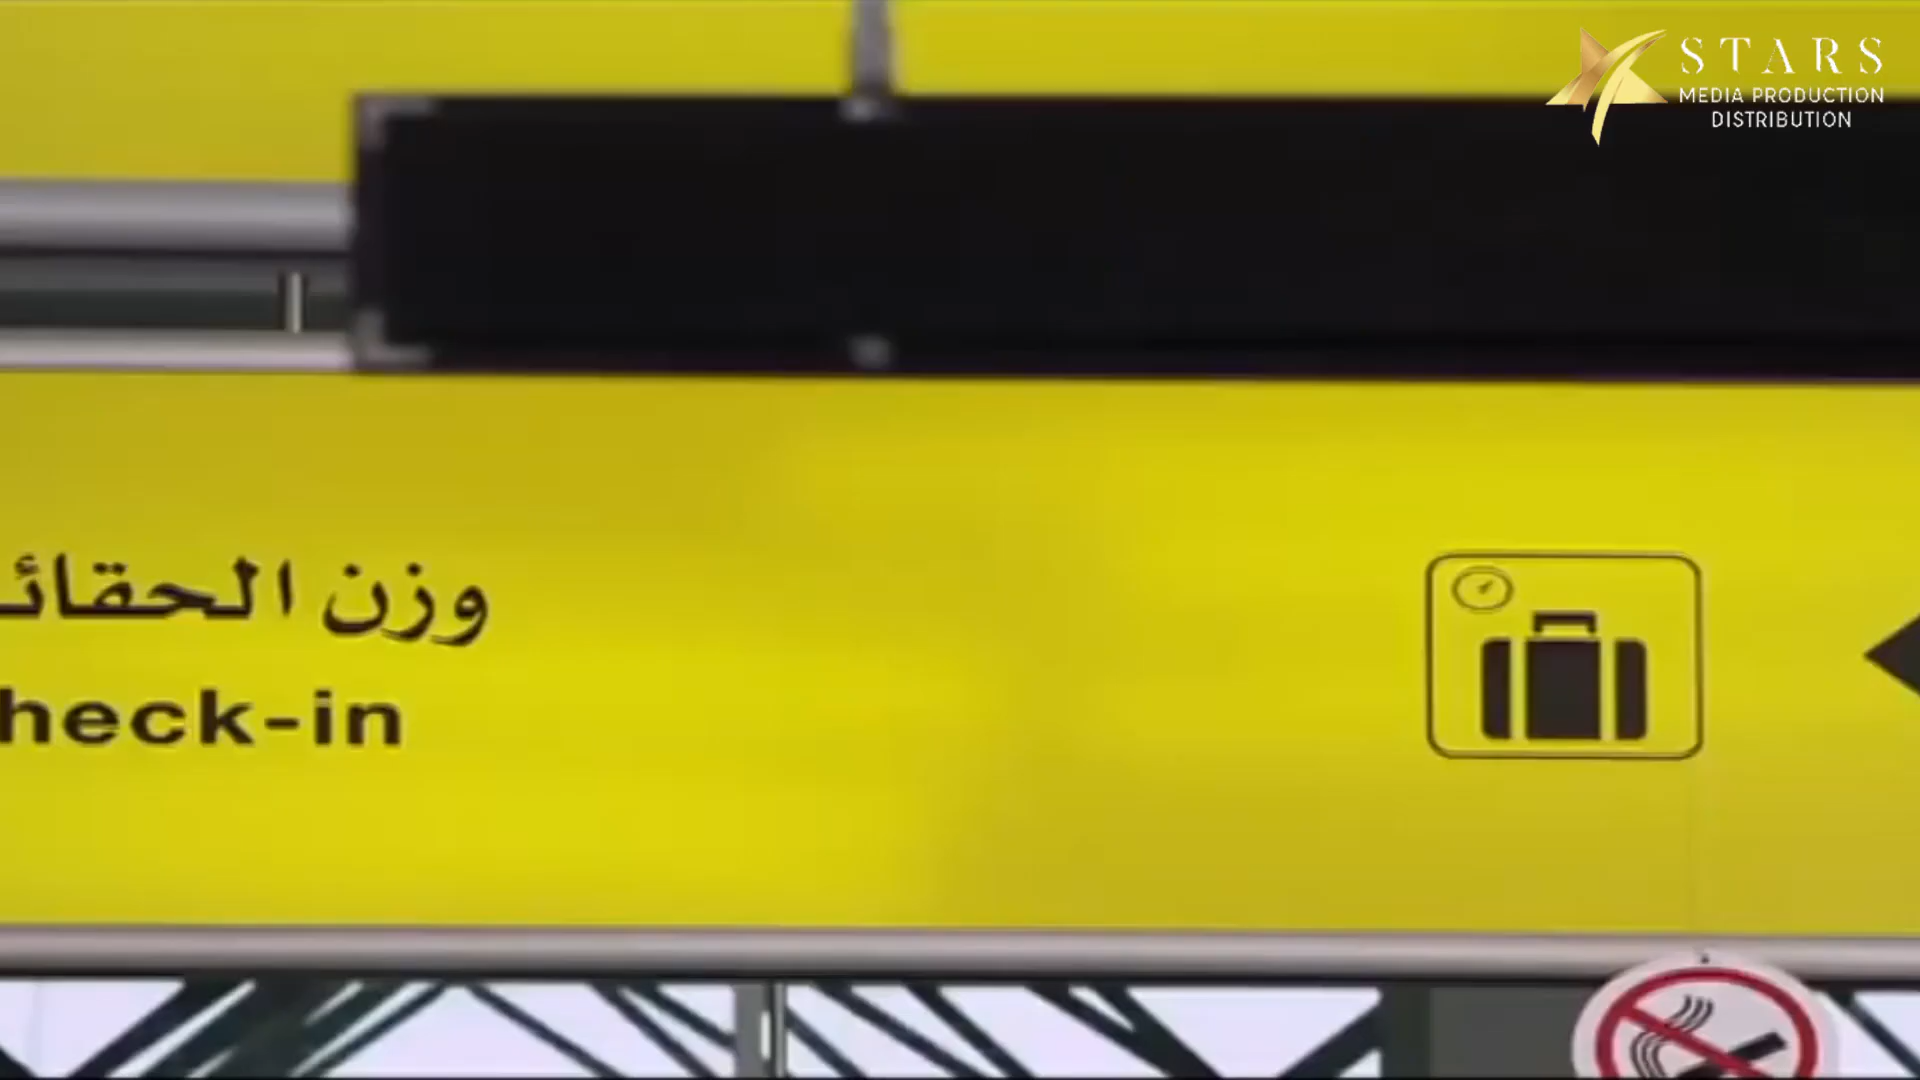 STARS
MEDIA PRODUCTION
DISTRIBUTION
وزن الحقائ
heck-in